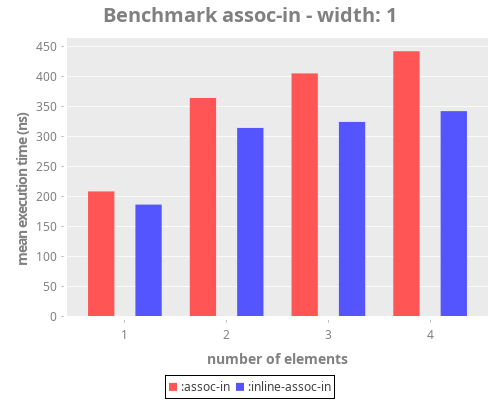 Benchmark assoc-in - width: 1
mean execution time (ns)
450
400
350
300
250
200
150
100
50
0
1 2 3 4
number of elements
:assoc-in :inline-assoc-in